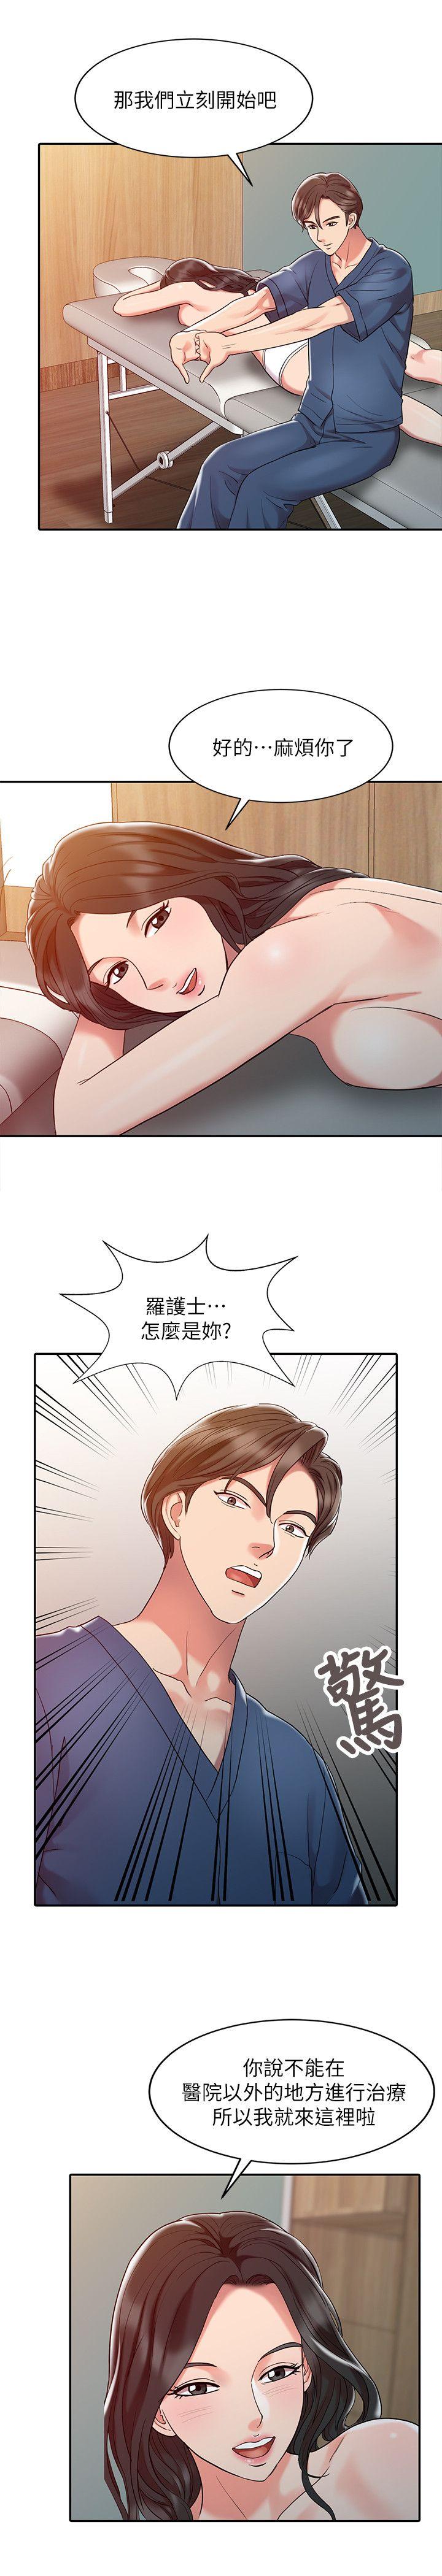 那我們立刻開始吧
好的…麻煩你了
羅護士…
怎麼是妳?
驚
你說不能在
醫院以外的地方進行治療
所以我就來這裡啦